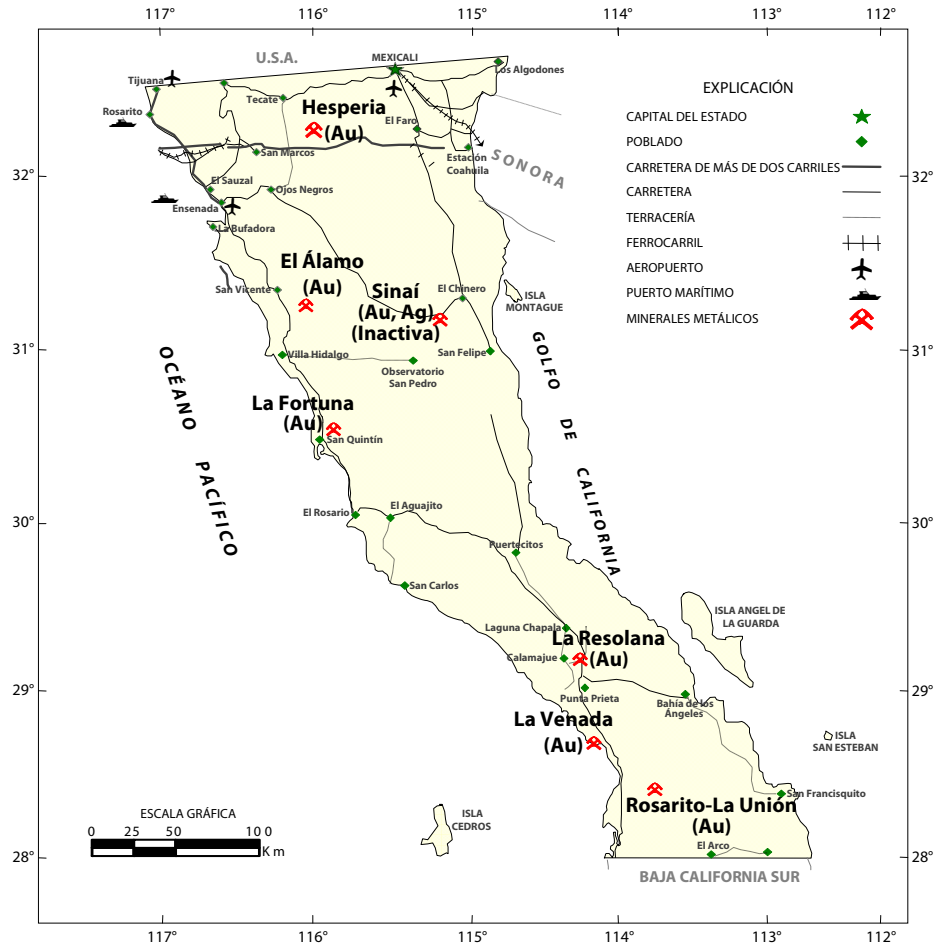 117°
116°
115°
114°
113°
112°
U.S.A.
MEXICALI
Los Algodones
Tijuana
Tecate
Rosarito
Hesperia
(Au)
El Faro
San Marcos
Estación
Coahuila
SONORA
32°
32°
El Sauzal
Ojos Negros
Ensenada
La Bufadora
El Álamo
(Au)
San Vicente
Sinaí
(Au, Ag)
(Inactiva)
El Chinero
ISLA
MONTAGUE
31°
31°
Villa Hidalgo
Observatorio
San Pedro
San Felipe
OCÉANO PACÍFICO
GOLFO DE CALIFORNIA
La Fortuna
(Au)
San Quintín
30°
30°
El Rosario
El Aguajito
Puertecitos
San Carlos
Laguna Chapala
La Resolana
(Au)
Calamajue
ISLA ANGEL DE
LA GUARDA
29°
29°
Punta Prieta
Bahía de los
Ángeles
La Venada
(Au)
ISLA
SAN ESTEBAN
San Francisquito
Rosarito-La Unión
(Au)
El Arco
ISLA
CEDROS
28°
28°
BAJA CALIFORNIA SUR
EXPLICACIÓN
CAPITAL DEL ESTADO
POBLADO
CARRETERA DE MÁS DE DOS CARRILES
CARRETERA
TERRACERÍA
FERROCARRIL
AEROPUERTO
PUERTO MARÍTIMO
MINERALES METÁLICOS
ESCALA GRÁFICA
0 25 50 100
Km
117°
116°
115°
114°
113°
112°